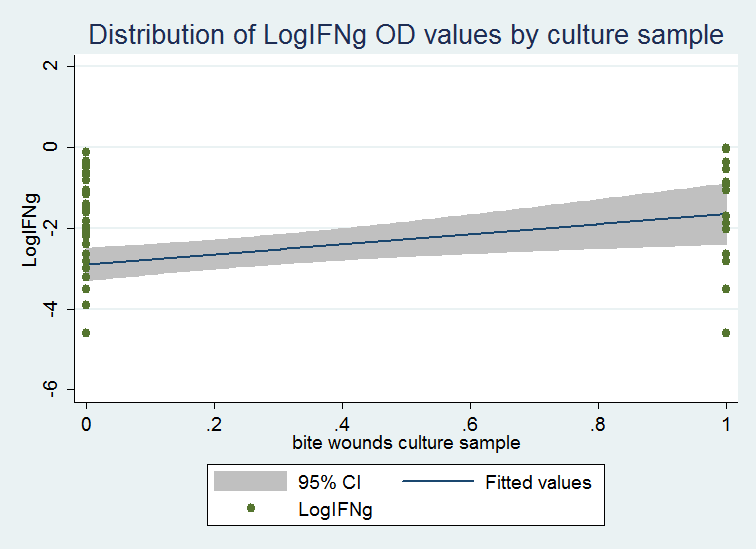 Distribution of LogIFNg OD values by culture sample
2
0
-2
-4
-6
LogIFNg
0 .2 .4 .6 .8 1
bite wounds culture sample
95% CI Fitted values
LogIFNg